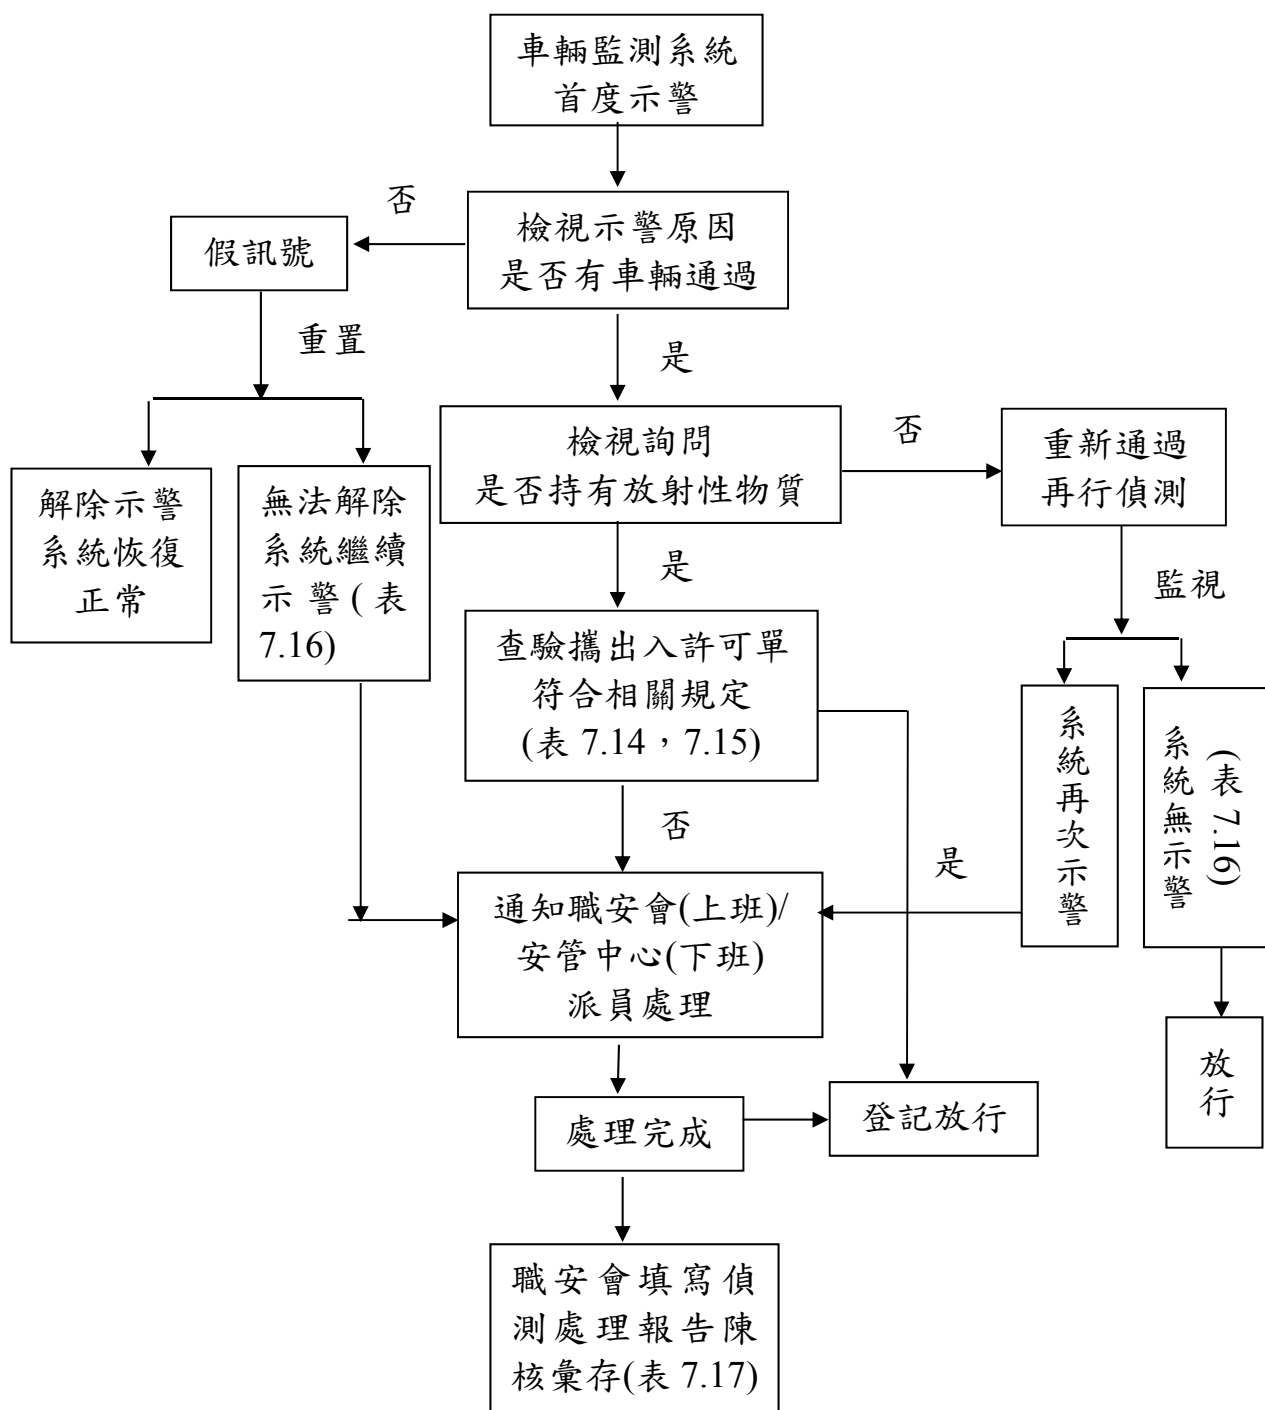 車輛監測系統
首度示警
否
檢視示警原因
是否有車輛通過
假訊號
重置
是
檢視詢問
是否持有放射性物質
否
重新通過
再行偵測
解除示警
系統恢復
正常
無法解除
系統繼續
示警(表
7.16)
是
監視
查驗攜出入許可單
符合相關規定
(表 7.14，7.15)
系統再次示警
(表 7.16)
系統無示警
否
是
通知職安會(上班)/
安管中心(下班)
派員處理
放行
處理完成
登記放行
職安會填寫偵
測處理報告陳
核彙存(表 7.17)